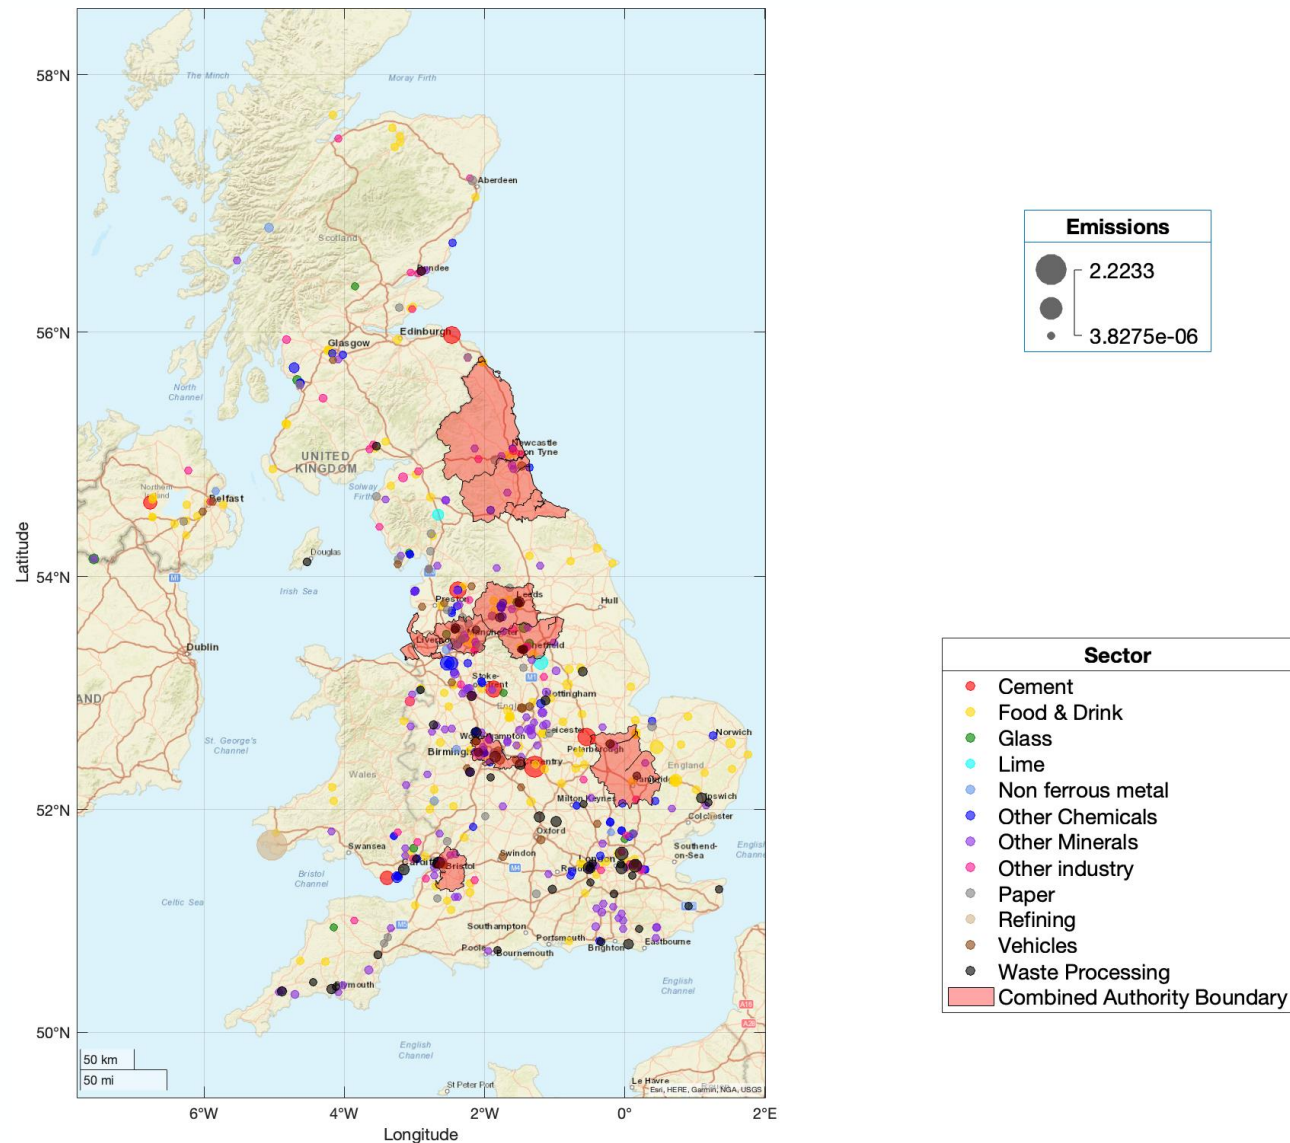 58°N
56°N
54°N
52°N
50°N
Latitude
6°W
4°W
2°W
0°
2°E
Longitude
The Minch
Moray Firth
Aberdeen
Scotland
Dundee
Edinburgh
Glasgow
North
Channel
UNITED
KINGDOM
Newcastle
upon Tyne
Solway
Firth
Northern
Ireland
Belfast
Douglas
M1
Irish Sea
Preston
Leeds
Hull
Liverpool
Manchester
Sheffield
Dublin
Stoke-
M1
Nottingham
AND
St. George's
Channel
Leicester
Norwich
Wolverhampton
Peterborough
Birmingham
Coventry
England
Wales
Cambridge
Milton Keynes
Ipswich
Colchester
Oxford
Swansea
Swindon
London
Southend-
on-Sea
English
Channel
Cardiff
Bristol
M4
Bristol
Channel
Celtic Sea
M5
Southampton
Portsmouth
Brighton
Eastbourne
Poole
Bournemouth
Plymouth
English
Channel
A16
English
Channel
50 km
50 mi
St Peter Port
Le Havre
Esri, HERE, Garmin, NGA, USGS
Emissions
2.2233
3.8275e-06
Sector
Cement
Food & Drink
Glass
Lime
Non ferrous metal
Other Chemicals
Other Minerals
Other industry
Paper
Refining
Vehicles
Waste Processing
Combined Authority Boundary